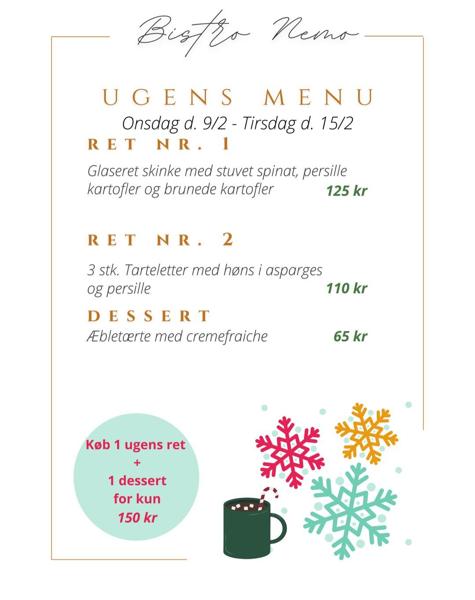 Bistro Nemo
UGENS MENU
Onsdag d. 9/2 - Tirsdag d. 15/2
RET NR. 1
Glaseret skinke med stuvet spinat, persille
kartofler og brunede kartofler
125 kr
RET NR. 2
3 stk. Tarteletter med høns i asparges
og persille
110 kr
DESSERT
Æbletærte med cremefraiche
65 kr
Køb 1 ugens ret
+
1 dessert
for kun
150 kr